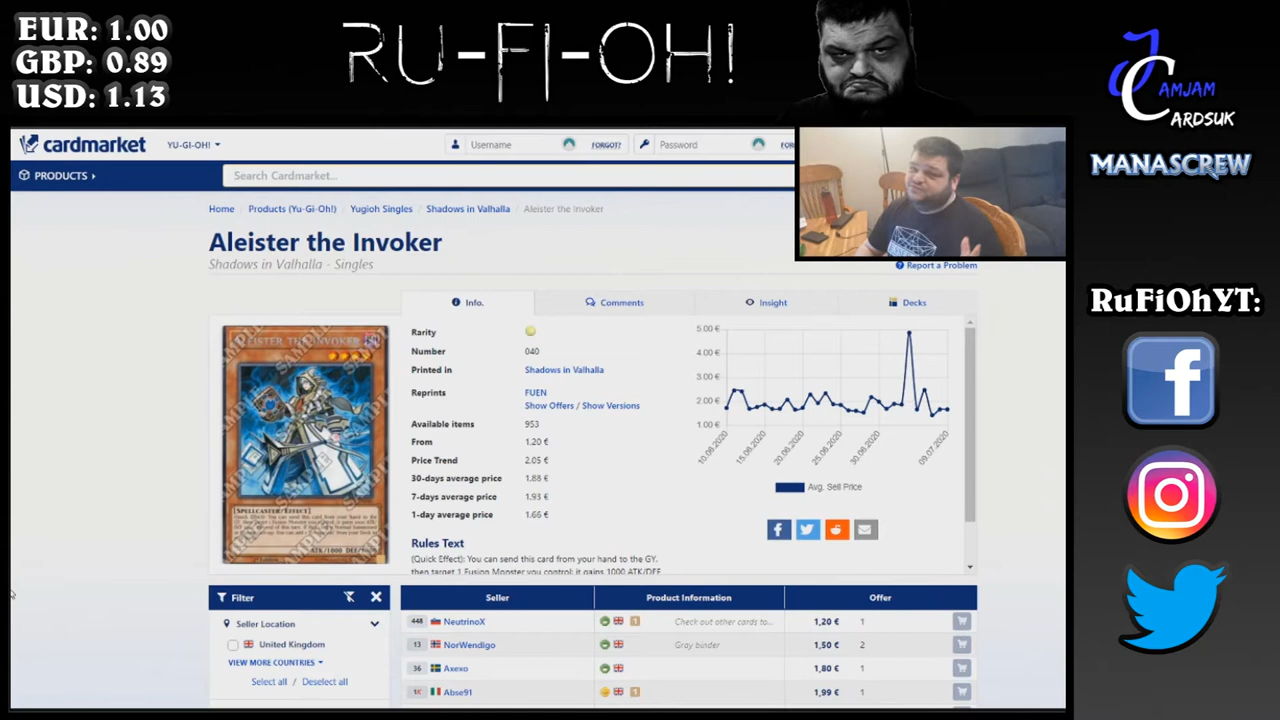 EUR: 1.00
GBP: 0.89
USD: 1.13
RU-FI-OH!
JAMJAM
CARDSUK
MANASCREW
RuFiOhYT:
cardmarket
YU-GI-OH!
Username
FORGOT?
Password
PRODUCTS
Search Cardmarket...
Home
Products (Yu-Gi-Oh!)
Yugioh Singles
Shadows in Valhalla
Aleister the Invoker
Aleister the Invoker
Shadows in Valhalla - Singles
Report a Problem
Info.
Comments
Insight
Decks
Rarity
Number 040
Printed in Shadows in Valhalla
Reprints FUEN
Show Offers / Show Versions
Available items 953
From 1.20 €
Price Trend 2.05 €
30-days average price 1.88 €
7-days average price 1.93 €
1-day average price 1.66 €
Rules Text
(Quick Effect): You can send this card from your hand to the GY,
then target 1 Fusion Monster you control; it gains 1000 ATK/DEF
5.00 €
4.00 €
3.00 €
2.00 €
1.00 €
10.06.2020
15.06.2020
20.06.2020
25.06.2020
30.06.2020
09.07.2020
Avg. Sell Price
SAMPLE
Filter
Seller Location
United Kingdom
VIEW MORE COUNTRIES
Select all / Deselect all
Seller Product Information Offer
448 NeutrinoX 1 Check out other cards to... 1,20 € 1
13 NorWendigo Gray binder 1,50 € 2
36 Axexo 1,80 € 1
1K Abse91 1 1,99 € 1